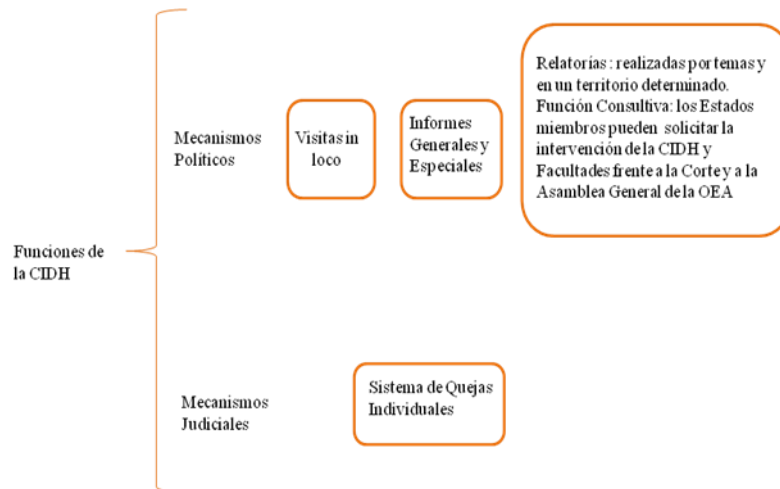 Funciones de
la CIDH
Mecanismos
Políticos
Visitas in
loco
Informes
Generales y
Especiales
Relatorías : realizadas por temas y
en un territorio determinado.
Función Consultiva: los Estados
miembros pueden solicitar la
intervención de la CIDH y
Facultades frente a la Corte y a la
Asamblea General de la OEA
Mecanismos
Judiciales
Sistema de Quejas
Individuales